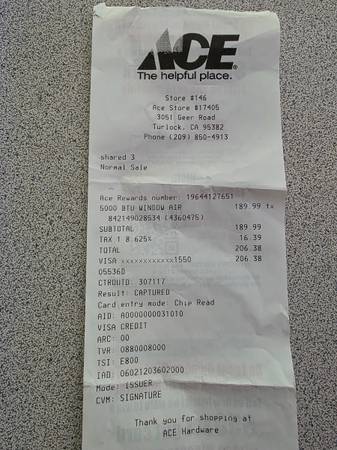 ACE
The helpful place.
Store #146
Ace Store #17405
3051 Geer Road
Turlock, CA 95382
Phone (209) 850-4913
shared 3
Normal Sale
Ace Rewards number: 19644127651
5000 BTU WINDOW AIR 189.99 tx
842149028534 (4360475)
SUBTOTAL 189.99
TAX 1 8.625% 16.39
TOTAL 206.38
VISA xxxxxxxxxxxx1550 206.38
05536D
CTROUTD: 307117
Result: CAPTURED
Card entry mode: Chip Read
AID: A0000000031010
VISA CREDIT
ARC: 00
TVR: 0880008000
TSI: E800
IAD: 06021203602000
Mode: ISSUER
CVM: SIGNATURE
Thank you for shopping at
ACE Hardware